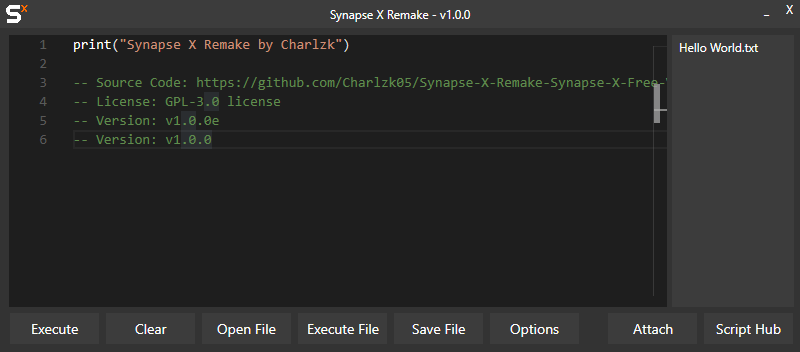 SX
Synapse X Remake - v1.0.0
_ X
1 print("Synapse X Remake by Charlzk")
2
3 -- Source Code: https://github.com/Charlzk05/Synapse-X-Remake-Synapse-X-Free-
4 -- License: GPL-3.0 license
5 -- Version: v1.0.0e
6 -- Version: v1.0.0
Hello World.txt
Execute Clear Open File Execute File Save File Options Attach Script Hub